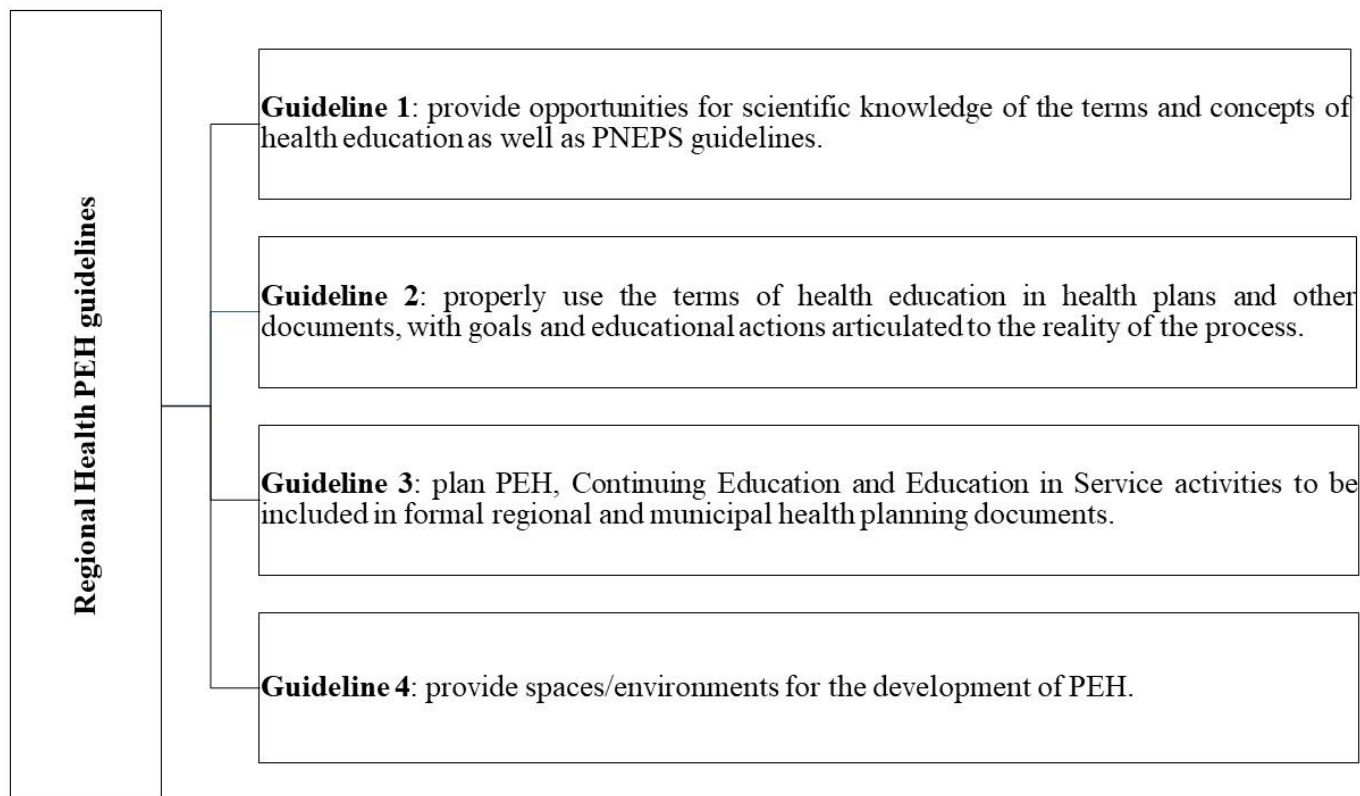 Regional Health PEH guidelines
Guideline 1: provide opportunities for scientific knowledge of the terms and concepts of
health education as well as PNEPS guidelines.
Guideline 2: properly use the terms of health education in health plans and other
documents, with goals and educational actions articulated to the reality of the process.
Guideline 3: plan PEH, Continuing Education and Education in Service activities to be
included in formal regional and municipal health planning documents.
Guideline 4: provide spaces/environments for the development of PEH.